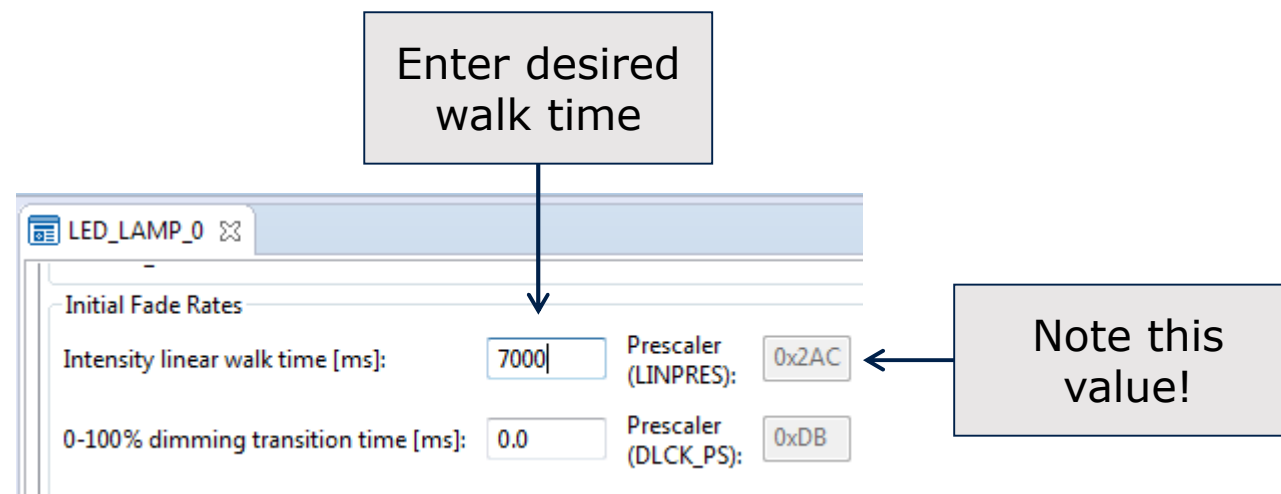 Enter desired
walk time
LED_LAMP_0
Initial Fade Rates
Intensity linear walk time [ms]: 7000 Prescaler
(LINPRES): 0x2AC
Note this
value!
0-100% dimming transition time [ms]: 0.0 Prescaler
(DLCK_PS): 0xDB